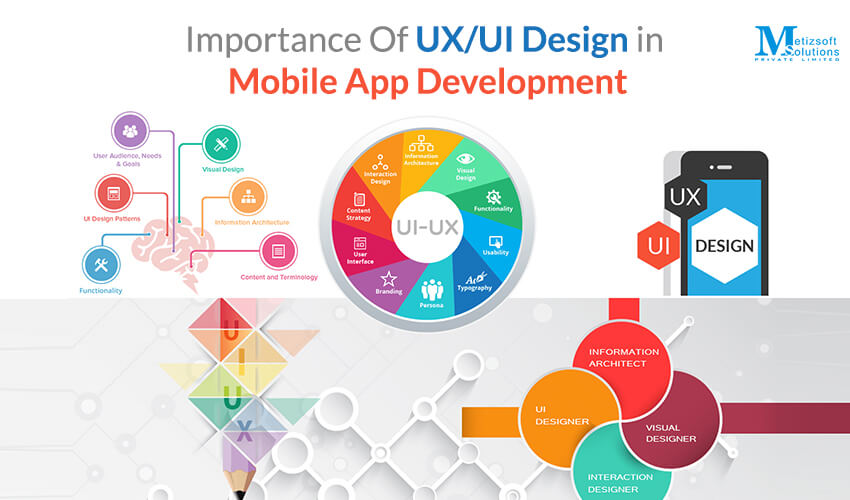 Importance Of UX/UI Design in
Mobile App Development
Metizsoft
Solutions
PRIVATE LIMITED
User Audience, Needs
& Goals
Visual Design
UI Design Patterns
Information Architecture
Functionality
Content and Terminology
Information
Architecture
Visual
Design
Functionality
Usability
Typography
Persona
Branding
User
Interface
Content
Strategy
Interaction
Design
UI-UX
UX
UI
DESIGN
U
I
U
X
INFORMATION
ARCHITECT
UI
DESIGNER
VISUAL
DESIGNER
INTERACTION
DESIGNER